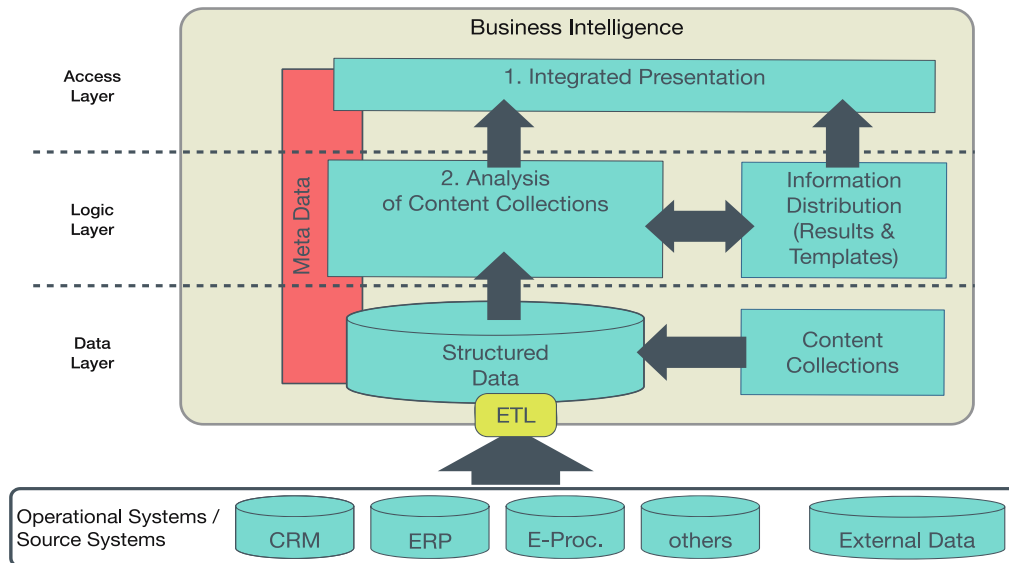 Business Intelligence
Access
Layer
1. Integrated Presentation
Logic
Layer
Meta Data
2. Analysis
of Content Collections
Information
Distribution
(Results &
Templates)
Data
Layer
Structured
Data
Content
Collections
ETL
Operational Systems /
Source Systems
CRM
ERP
E-Proc.
others
External Data